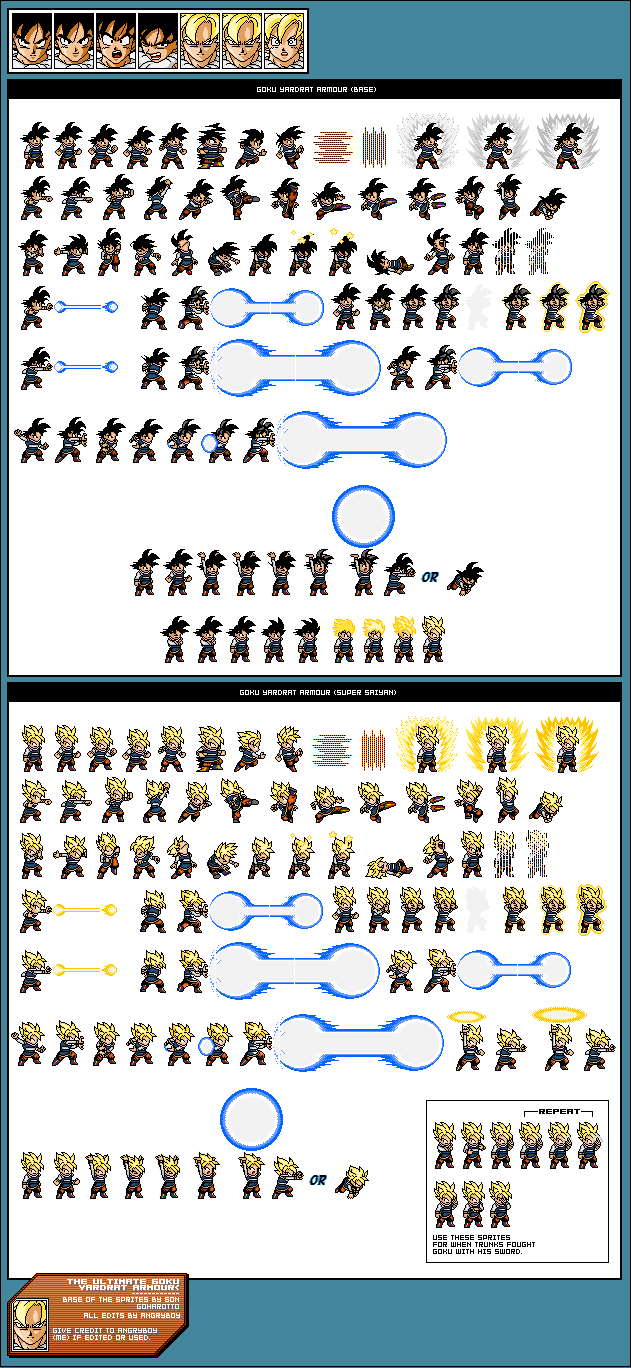 GOKU YARDRAT ARMOUR (BASE)
OR
GOKU YARDRAT ARMOUR (SUPER SAIYAN)
REPEAT
OR
USE THESE SPRITES
FOR WHEN TRUNKS FOUGHT
GOKU WITH HIS SWORD.
THE ULTIMATE GOKU
YARDRAT ARMOUR<
BASE OF THE SPRITES BY SON
GOHAROTTO
ALL EDITS BY ANGRYBOY
GIVE CREDIT TO ANGRYBOY
(ME) IF EDITED OR USED.